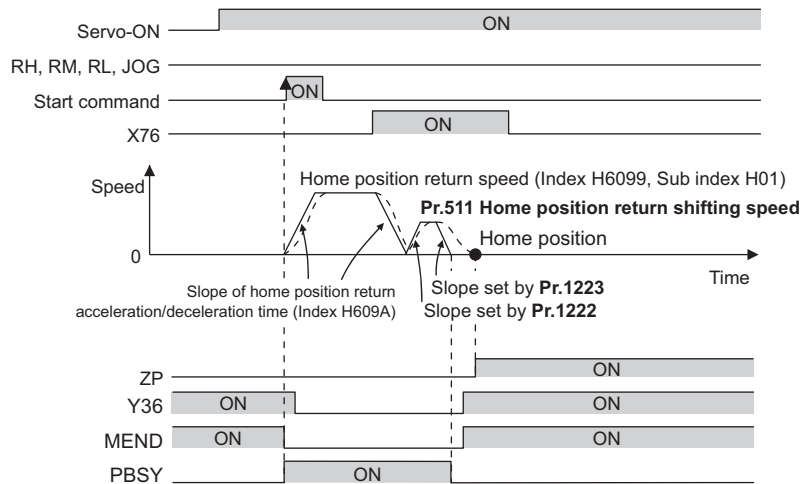 Servo-ON
ON
RH, RM, RL, JOG
Start command
ON
X76
ON
Speed
Home position return speed (Index H6099, Sub index H01)
Pr.511 Home position return shifting speed
Home position
0
Time
Slope of home position return
acceleration/deceleration time (Index H609A)
Slope set by Pr.1223
Slope set by Pr.1222
ZP
ON
Y36
ON
ON
MEND
ON
ON
PBSY
ON